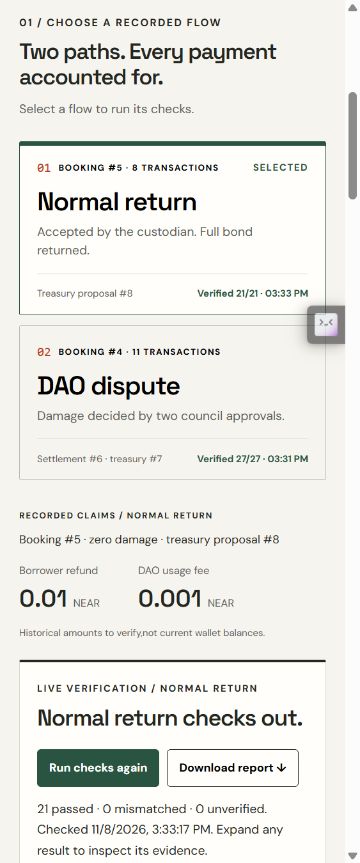 01 / CHOOSE A RECORDED FLOW
Two paths. Every payment
accounted for.
Select a flow to run its checks.
01 BOOKING #5 · 8 TRANSACTIONS SELECTED
Normal return
Accepted by the custodian. Full bond
returned.
Treasury proposal #8 Verified 21/21 · 03:33 PM
02 BOOKING #4 · 11 TRANSACTIONS
DAO dispute
Damage decided by two council approvals.
Settlement #6 · treasury #7 Verified 27/27 · 03:31 PM
RECORDED CLAIMS / NORMAL RETURN
Booking #5 · zero damage · treasury proposal #8
Borrower refund DAO usage fee
0.01 NEAR 0.001 NEAR
Historical amounts to verify,not current wallet balances.
LIVE VERIFICATION / NORMAL RETURN
Normal return checks out.
Run checks again Download report ↓
21 passed · 0 mismatched · 0 unverified.
Checked 11/8/2026, 3:33:17 PM. Expand any
result to inspect its evidence.